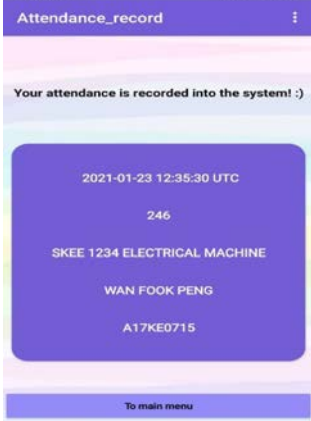 Attendance_record
Your attendance is recorded into the system! :)
2021-01-23 12:35:30 UTC
246
SKEE 1234 ELECTRICAL MACHINE
WAN FOOK PENG
A17KE0715
To main menu